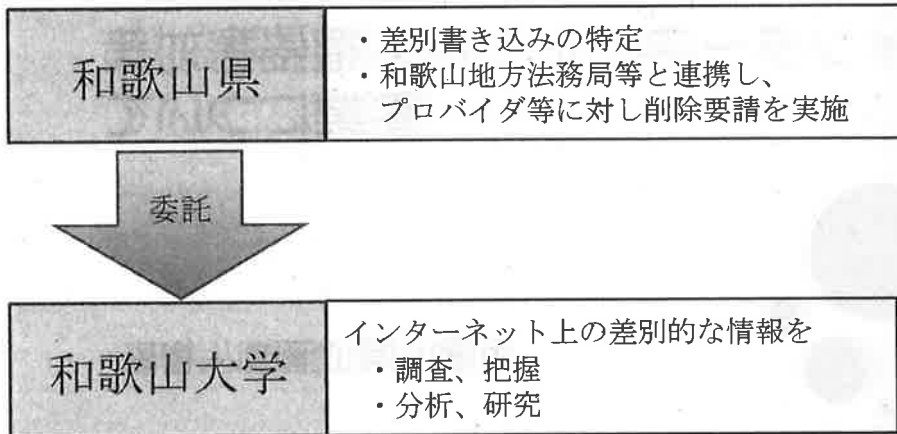 和歌山県
・差別書き込みの特定
・和歌山地方法務局等と連携し、
プロバイダ等に対し削除要請を実施
委託
和歌山大学
インターネット上の差別的な情報を
・調査、把握
・分析、研究